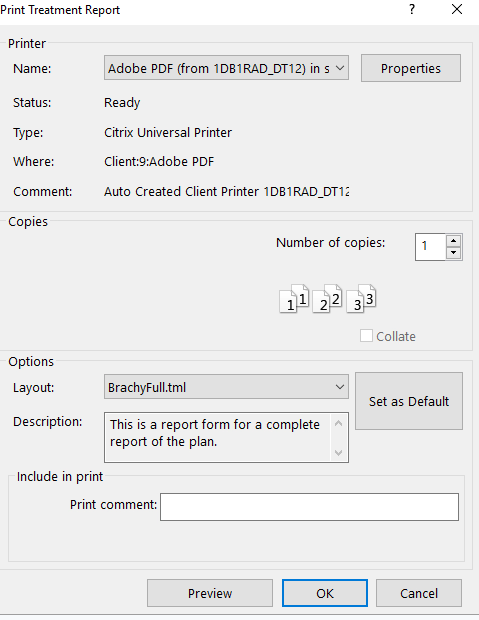 Print Treatment Report ?
Printer
Name: Adobe PDF (from 1DB1RAD_DT12) in s Properties
Status: Ready
Type: Citrix Universal Printer
Where: Client:9:Adobe PDF
Comment: Auto Created Client Printer 1DB1RAD_DT12
Copies
Number of copies: 1
1 1 2 2 3 3
Collate
Options
Layout: BrachyFull.tml Set as Default
Description: This is a report form for a complete
report of the plan.
Include in print
Print comment:
Preview OK Cancel